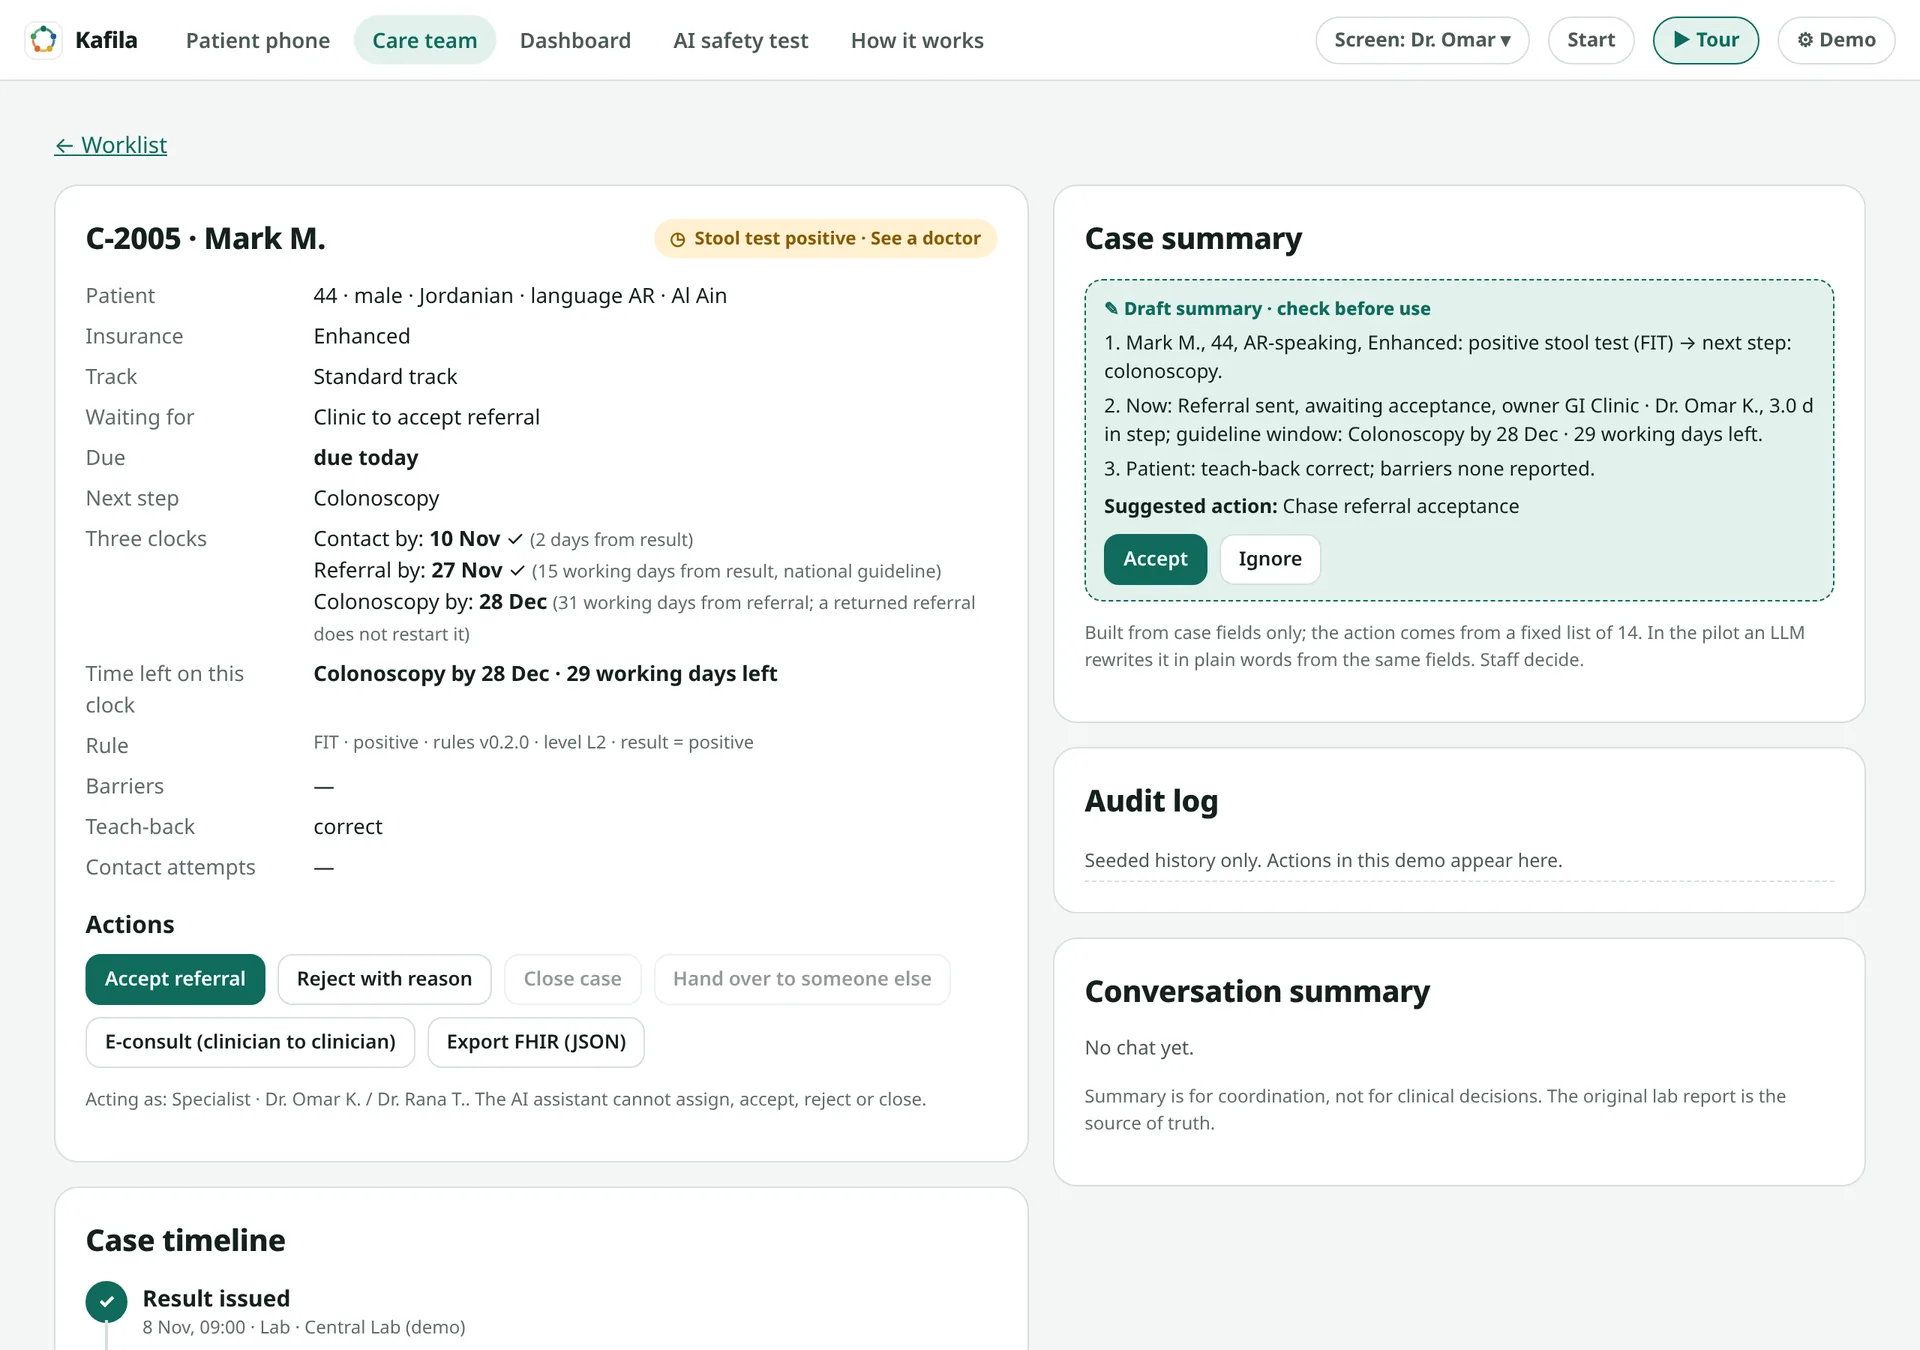 Kafila
Patient phone
Care team
Dashboard
AI safety test
How it works
Screen: Dr. Omar ▾
Start
▶ Tour
⚙ Demo
← Worklist
C-2005 · Mark M.
◷ Stool test positive · See a doctor
Patient
44 · male · Jordanian · language AR · Al Ain
Insurance
Enhanced
Track
Standard track
Waiting for
Clinic to accept referral
Due
due today
Next step
Colonoscopy
Three clocks
Contact by: 10 Nov ✓ (2 days from result)
Referral by: 27 Nov ✓ (15 working days from result, national guideline)
Colonoscopy by: 28 Dec (31 working days from referral; a returned referral
does not restart it)
Time left on this
clock
Colonoscopy by 28 Dec · 29 working days left
Rule
FIT · positive · rules v0.2.0 · level L2 · result = positive
Barriers
—
Teach-back
correct
Contact attempts
—
Actions
Accept referral
Reject with reason
Close case
Hand over to someone else
E-consult (clinician to clinician)
Export FHIR (JSON)
Acting as: Specialist · Dr. Omar K. / Dr. Rana T.. The AI assistant cannot assign, accept, reject or close.
Case timeline
Result issued
8 Nov, 09:00 · Lab · Central Lab (demo)
Case summary
✎ Draft summary · check before use
1. Mark M., 44, AR-speaking, Enhanced: positive stool test (FIT) → next step:
colonoscopy.
2. Now: Referral sent, awaiting acceptance, owner GI Clinic · Dr. Omar K., 3.0 d
in step; guideline window: Colonoscopy by 28 Dec · 29 working days left.
3. Patient: teach-back correct; barriers none reported.
Suggested action: Chase referral acceptance
Accept
Ignore
Built from case fields only; the action comes from a fixed list of 14. In the pilot an LLM
rewrites it in plain words from the same fields. Staff decide.
Audit log
Seeded history only. Actions in this demo appear here.
Conversation summary
No chat yet.
Summary is for coordination, not for clinical decisions. The original lab report is the
source of truth.